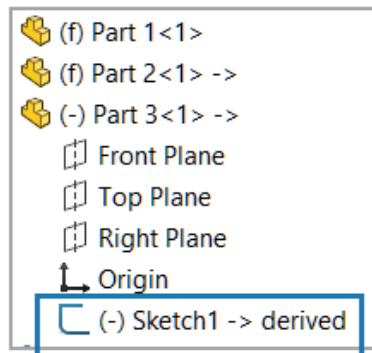 (f) Part 1<1>
(f) Part 2<1> ->
(-) Part 3<1> ->
Front Plane
Top Plane
Right Plane
Origin
(-) Sketch1 -> derived